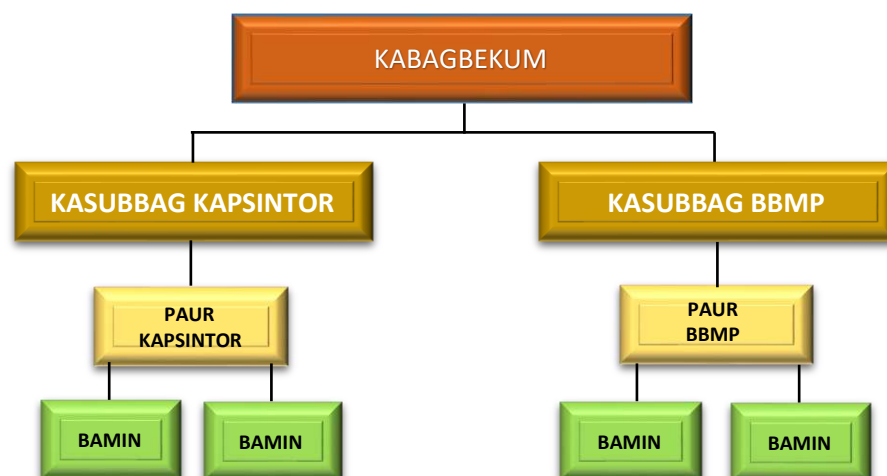 KABAGBEKUM
KASUBBAG KAPSINTOR
KASUBBAG BBMP
PAUR
KAPSINTOR
PAUR
BBMP
BAMIN
BAMIN
BAMIN
BAMIN